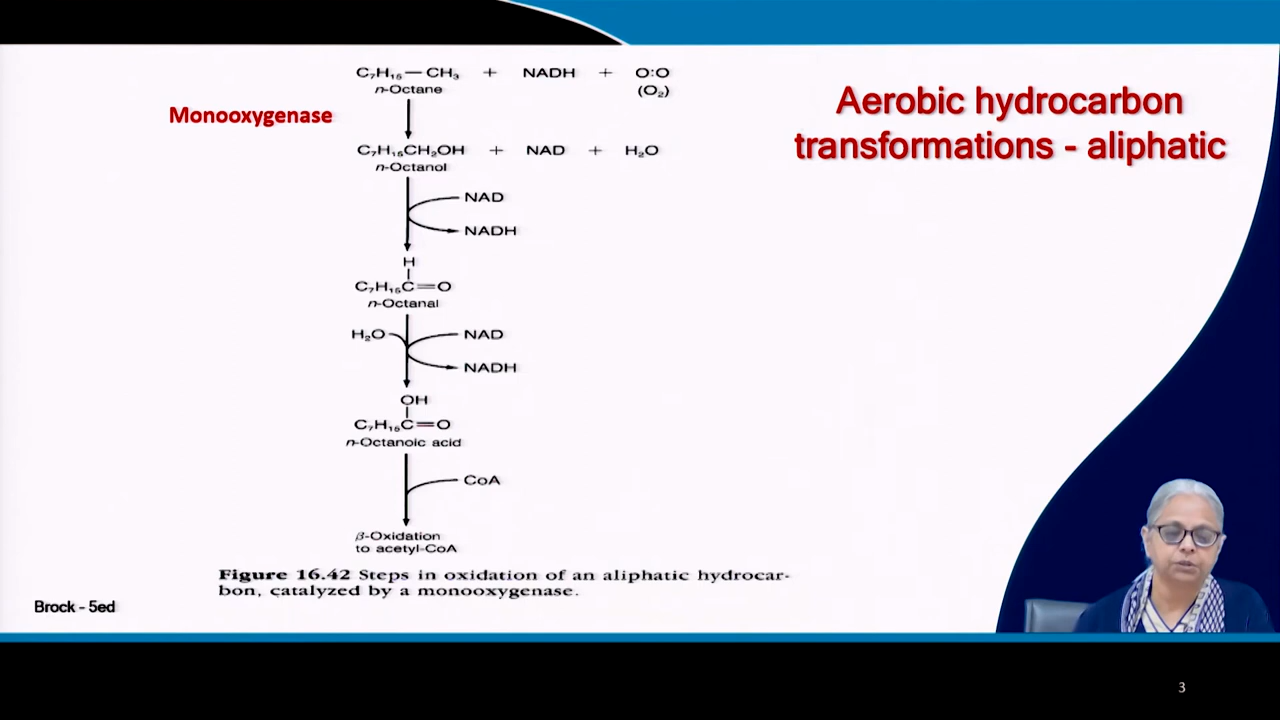 Aerobic hydrocarbon
transformations - aliphatic
Monooxygenase
C₇H₁₅—CH₃ + NADH + O:O
n-Octane (O₂)
C₇H₁₅CH₂OH + NAD + H₂O
n-Octanol
NAD
NADH
H
C₇H₁₅C=O
n-Octanal
H₂O NAD
NADH
OH
C₇H₁₅C=O
n-Octanoic acid
CoA
β-Oxidation
to acetyl-CoA
Figure 16.42 Steps in oxidation of an aliphatic hydrocar-
bon, catalyzed by a monooxygenase.
Brock - 5ed
3